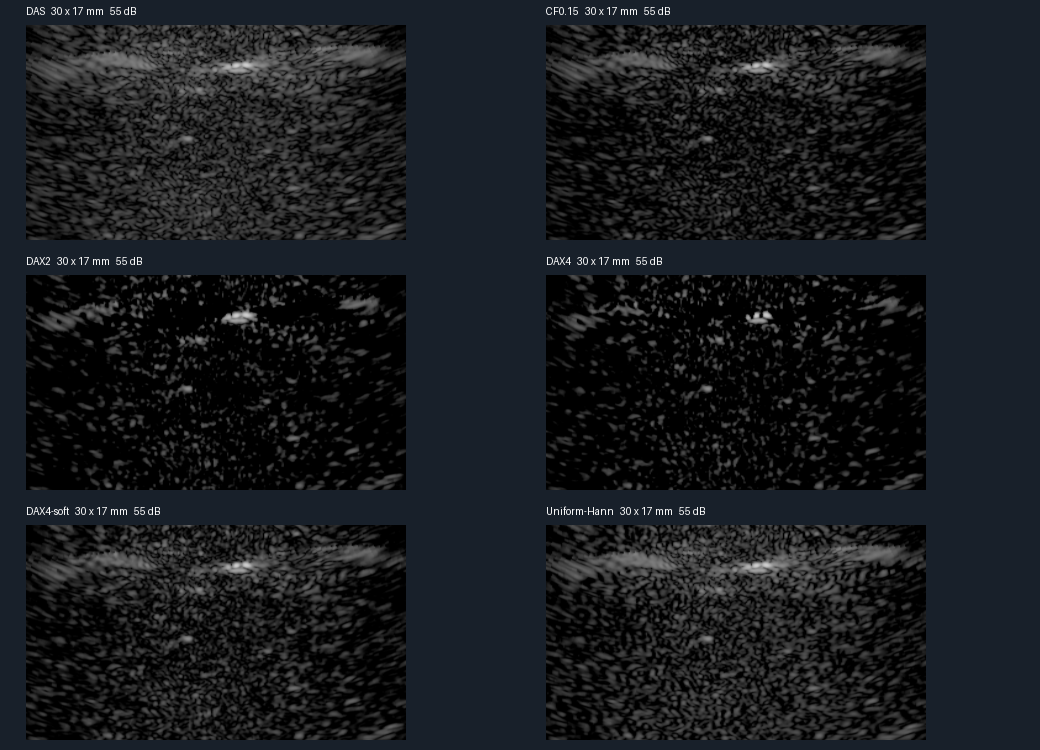 DAS 30 x 17 mm 55 dB
CF0.15 30 x 17 mm 55 dB
DAX2 30 x 17 mm 55 dB
DAX4 30 x 17 mm 55 dB
DAX4-soft 30 x 17 mm 55 dB
Uniform-Hann 30 x 17 mm 55 dB